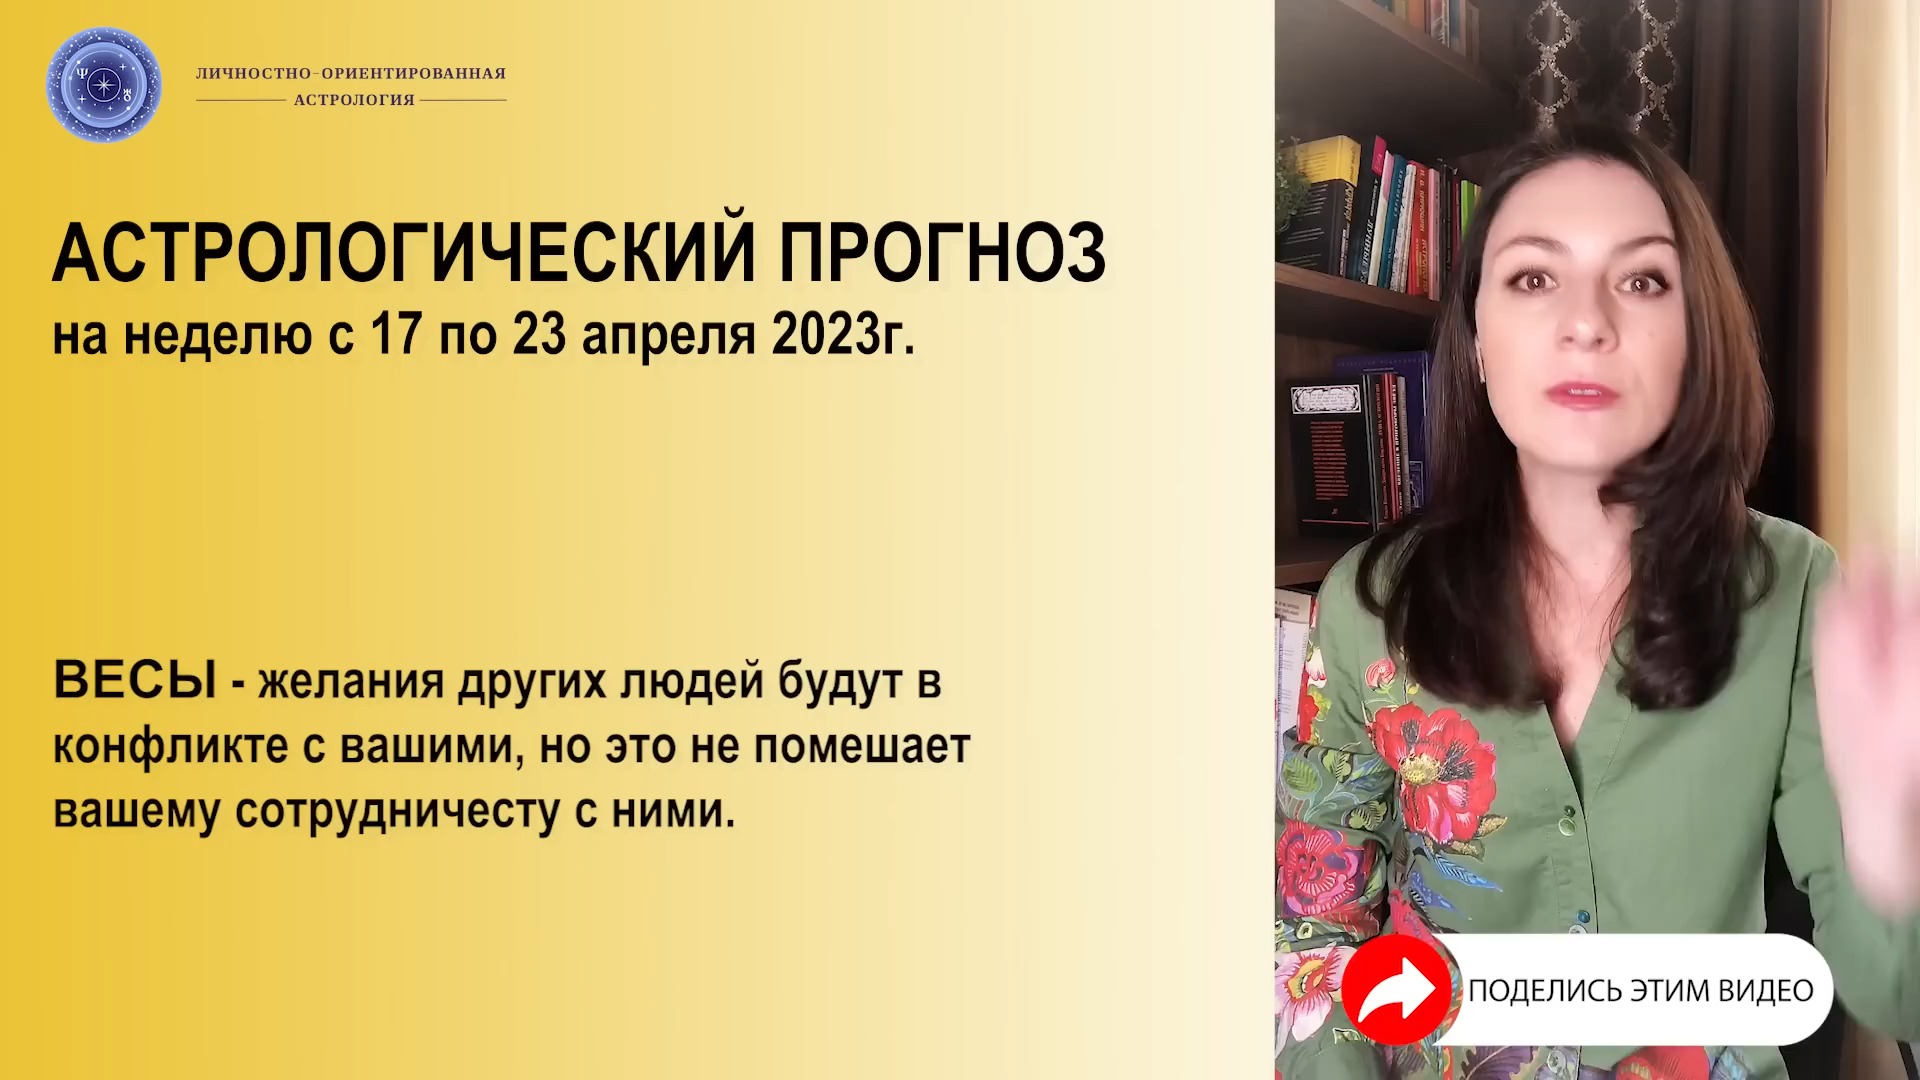 ЛИЧНОСТНО-ОРИЕНТИРОВАННАЯ
АСТРОЛОГИЯ
АСТРОЛОГИЧЕСКИЙ ПРОГНОЗ
на неделю с 17 по 23 апреля 2023г.
ВЕСЫ - желания других людей будут в
конфликте с вашими, но это не помешает
вашему сотрудничесту с ними.
ПОДЕЛИСЬ ЭТИМ ВИДЕО